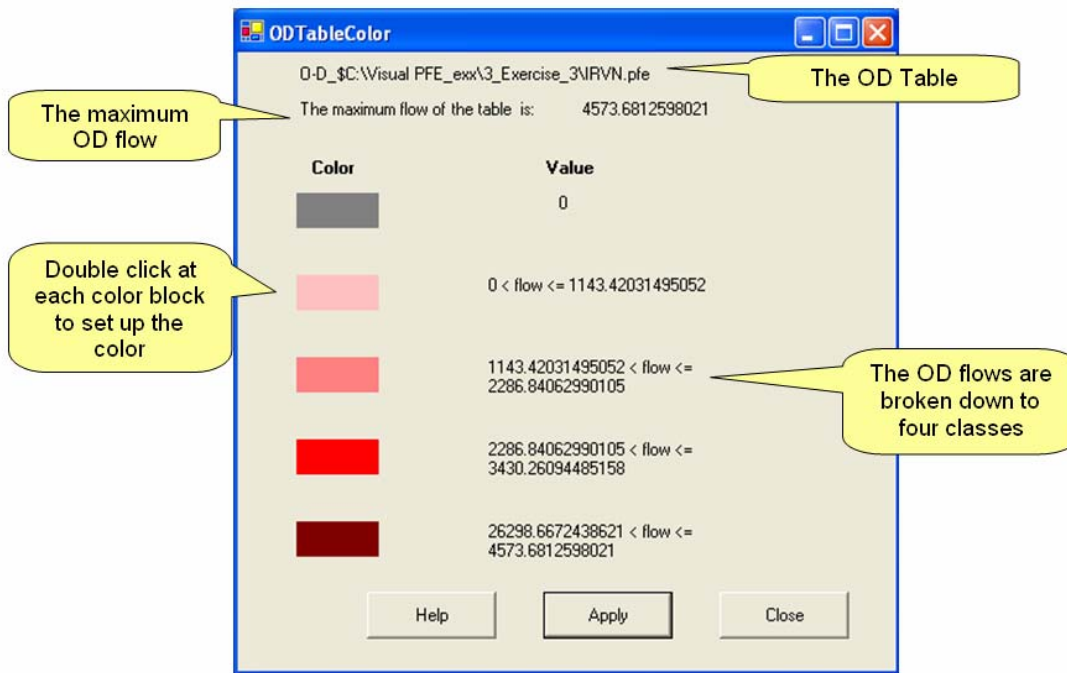 ODTableColor
O-D_$C:\Visual PFE_exx\3_Exercise_3\IRVN.pfe
The OD Table
The maximum flow of the table is: 4573.6812598021
The maximum
OD flow
Color Value
0
Double click at
each color block
to set up the
color
0 < flow <= 1143.42031495052
1143.42031495052 < flow <=
2286.84062990105
The OD flows are
broken down to
four classes
2286.84062990105 < flow <=
3430.26094485158
26298.6672438621 < flow <=
4573.6812598021
Help Apply Close